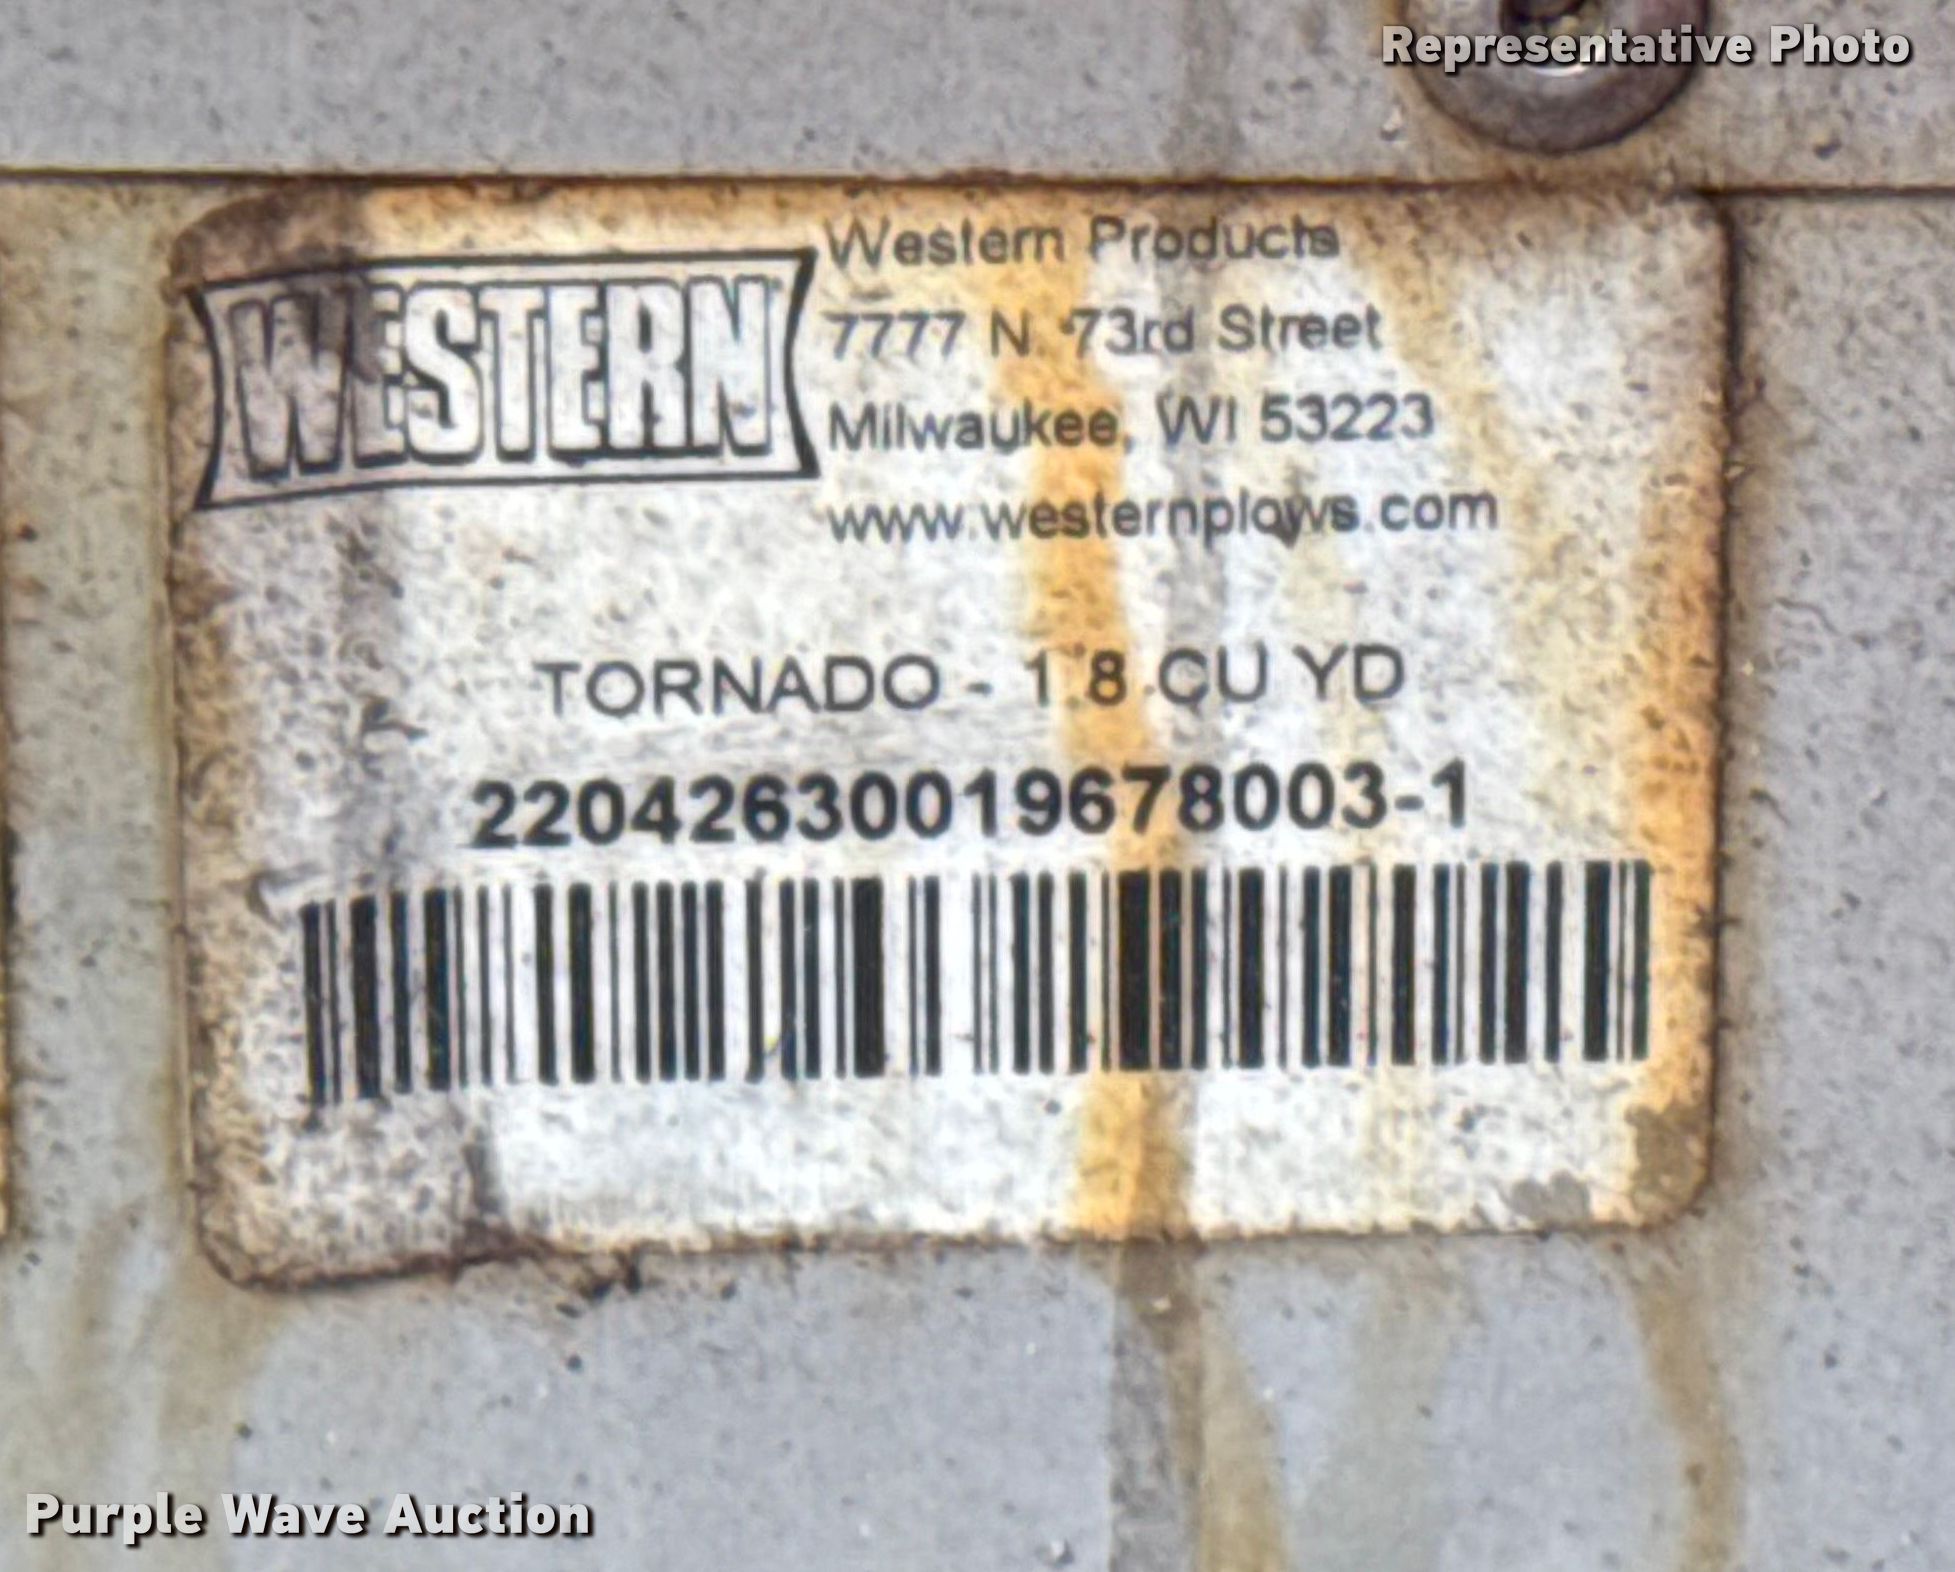 Representative Photo
WESTERN
Western Products
7777 N. 73rd Street
Milwaukee, WI 53223
www.westernplows.com
TORNADO - 1.8 CU YD
22042630019678003-1
Purple Wave Auction